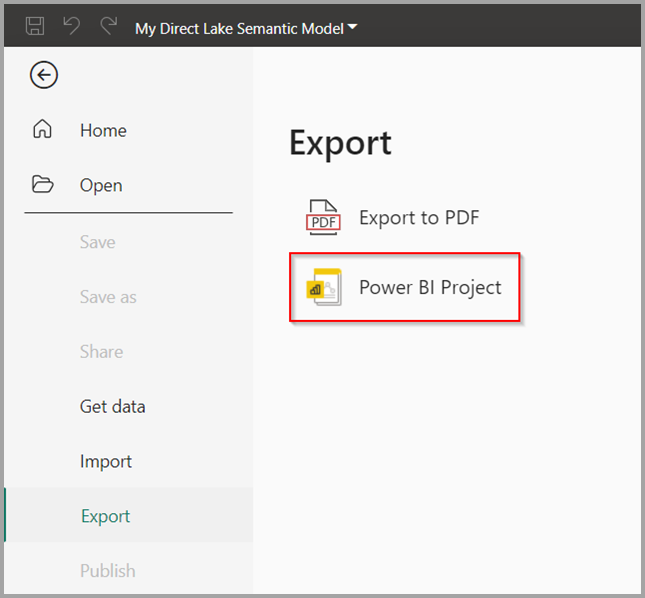 My Direct Lake Semantic Model
Home
Open
Save
Save as
Share
Get data
Import
Export
Publish
Export
PDF
Export to PDF
Power BI Project